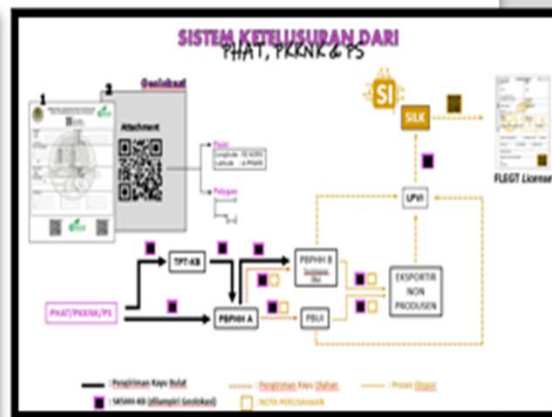 SISTEM KETELUSURAN DARI
PHAT, PKKNK & PS
1
2
Geolokasi
Attachment
Point
Polygon
SI
SILK
FLEGT License
LPVI
TPT-KB
PBPHH B
EKSPORTIR
NON
PRODUSEN
PHAT/PKKNK/PS
PBPHH A
PBUI
: Pengiriman Kayu Bulat
: Pengiriman Kayu Olahan
: Proses Ekspor
: SKSHH-KB (dilampiri Geolokasi)
: NOTA PERUSAHAAN